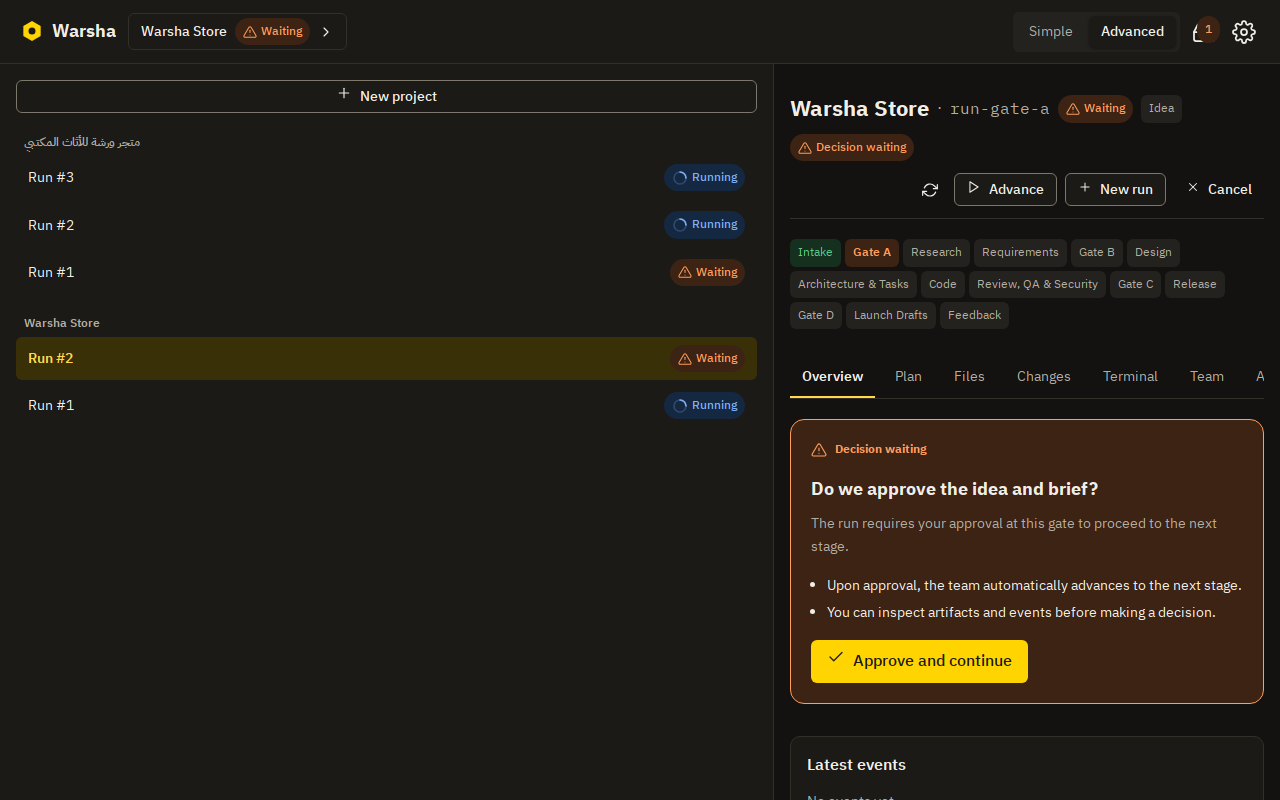 Warsha
Warsha Store Waiting
Simple Advanced 1
New project
متجر ورشة للأثاث المكتبي
Run #3 Running
Run #2 Running
Run #1 Waiting
Warsha Store
Run #2 Waiting
Run #1 Running
Warsha Store · run-gate-a Waiting Idea
Decision waiting
Advance New run Cancel
Intake Gate A Research Requirements Gate B Design
Architecture & Tasks Code Review, QA & Security Gate C Release
Gate D Launch Drafts Feedback
Overview Plan Files Changes Terminal Team
Decision waiting
Do we approve the idea and brief?
The run requires your approval at this gate to proceed to the next
stage.
• Upon approval, the team automatically advances to the next stage.
• You can inspect artifacts and events before making a decision.
Approve and continue
Latest events
No events yet